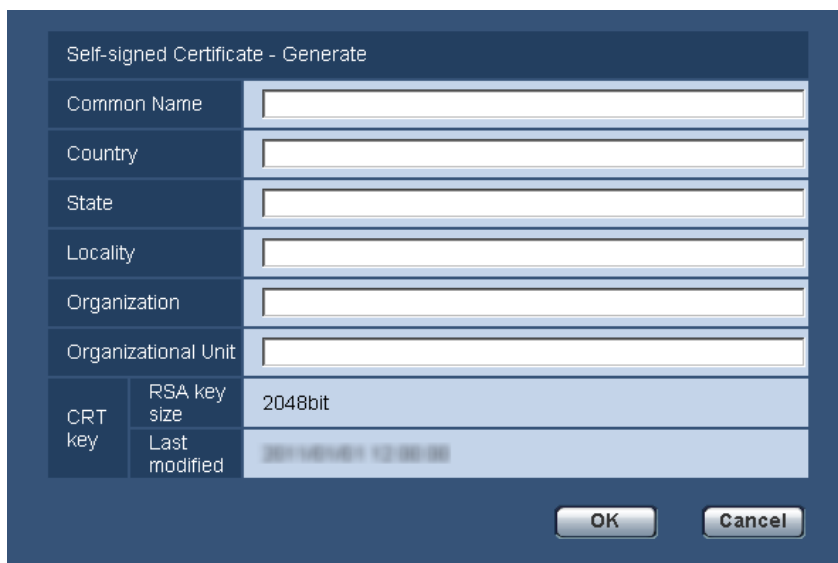 Self-signed Certificate - Generate
Common Name
Country
State
Locality
Organization
Organizational Unit
CRT key
RSA key size
2048bit
Last modified
OK
Cancel